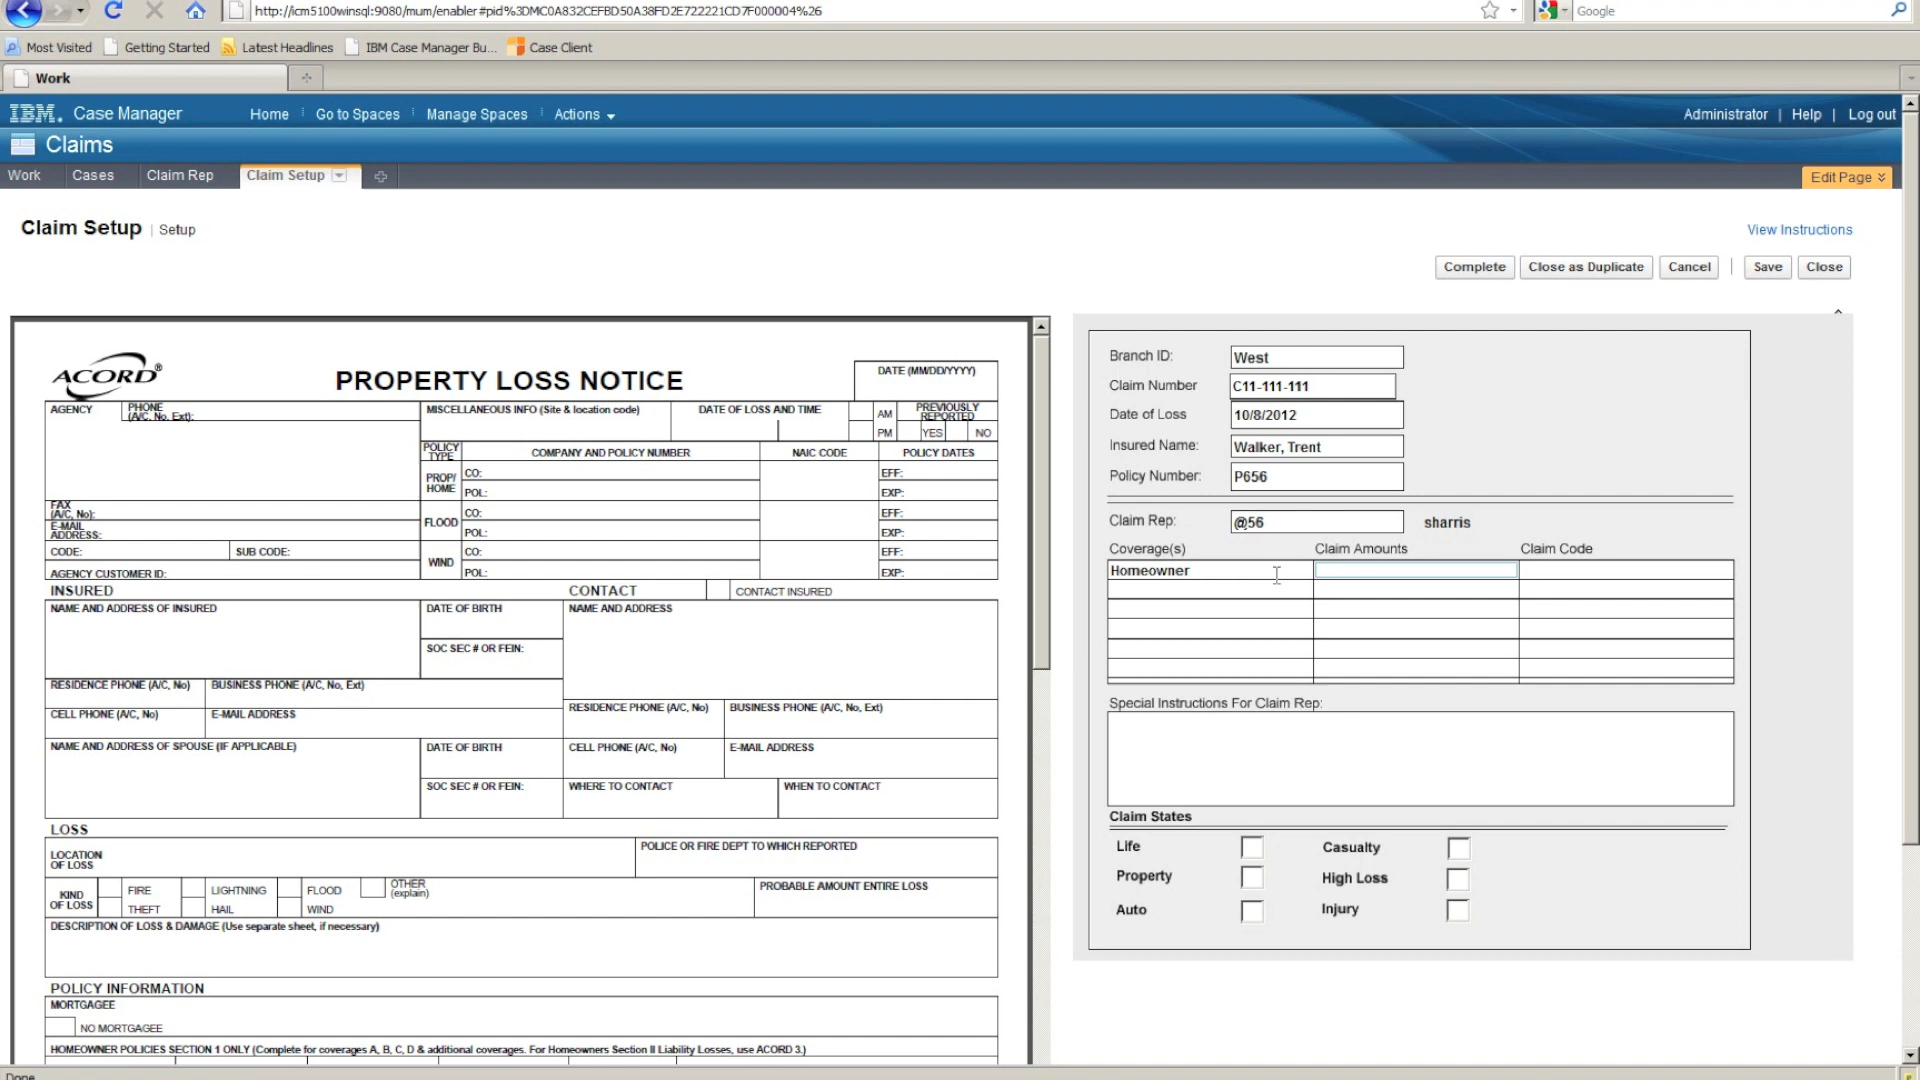 http://icm5100winsql:9080/mum/enabler#pid%3DMC0A832CEFBD50A38FD2E722221CD7F000004%26
Google
Most Visited
Getting Started
Latest Headlines
IBM Case Manager Bu...
Case Client
Work
IBM. Case Manager
Home
Go to Spaces
Manage Spaces
Actions
Administrator | Help | Log out
Claims
Work
Cases
Claim Rep
Claim Setup
Edit Page
Claim Setup | Setup
View Instructions
Complete
Close as Duplicate
Cancel
Save
Close
ACORD®
PROPERTY LOSS NOTICE
DATE (MM/DD/YYYY)
AGENCY
PHONE
(A/C, No, Ext):
MISCELLANEOUS INFO (Site & location code)
DATE OF LOSS AND TIME
AM
PM
PREVIOUSLY
REPORTED
YES
NO
POLICY
TYPE
COMPANY AND POLICY NUMBER
NAIC CODE
POLICY DATES
PROP/
HOME
CO:
EFF:
POL:
EXP:
FAX
(A/C, No):
FLOOD
CO:
EFF:
E-MAIL
ADDRESS:
POL:
EXP:
CODE:
SUB CODE:
WIND
CO:
EFF:
AGENCY CUSTOMER ID:
POL:
EXP:
INSURED
CONTACT
CONTACT INSURED
NAME AND ADDRESS OF INSURED
DATE OF BIRTH
NAME AND ADDRESS
SOC SEC # OR FEIN:
RESIDENCE PHONE (A/C, No)
BUSINESS PHONE (A/C, No, Ext)
RESIDENCE PHONE (A/C, No)
BUSINESS PHONE (A/C, No, Ext)
CELL PHONE (A/C, No)
E-MAIL ADDRESS
NAME AND ADDRESS OF SPOUSE (IF APPLICABLE)
DATE OF BIRTH
CELL PHONE (A/C, No)
E-MAIL ADDRESS
SOC SEC # OR FEIN:
WHERE TO CONTACT
WHEN TO CONTACT
LOSS
LOCATION
OF LOSS
POLICE OR FIRE DEPT TO WHICH REPORTED
KIND
OF LOSS
FIRE
LIGHTNING
FLOOD
OTHER
(explain)
THEFT
HAIL
WIND
PROBABLE AMOUNT ENTIRE LOSS
DESCRIPTION OF LOSS & DAMAGE (Use separate sheet, if necessary)
POLICY INFORMATION
MORTGAGEE
NO MORTGAGEE
HOMEOWNER POLICIES SECTION 1 ONLY (Complete for coverages A, B, C, D & additional coverages. For Homeowners Section II Liability Losses, use ACORD 3.)
Branch ID: West
Claim Number C11-111-111
Date of Loss 10/8/2012
Insured Name: Walker, Trent
Policy Number: P656
Claim Rep: @56 sharris
Coverage(s) Claim Amounts Claim Code
Homeowner
Special Instructions For Claim Rep:
Claim States
Life Casualty
Property High Loss
Auto Injury
Done